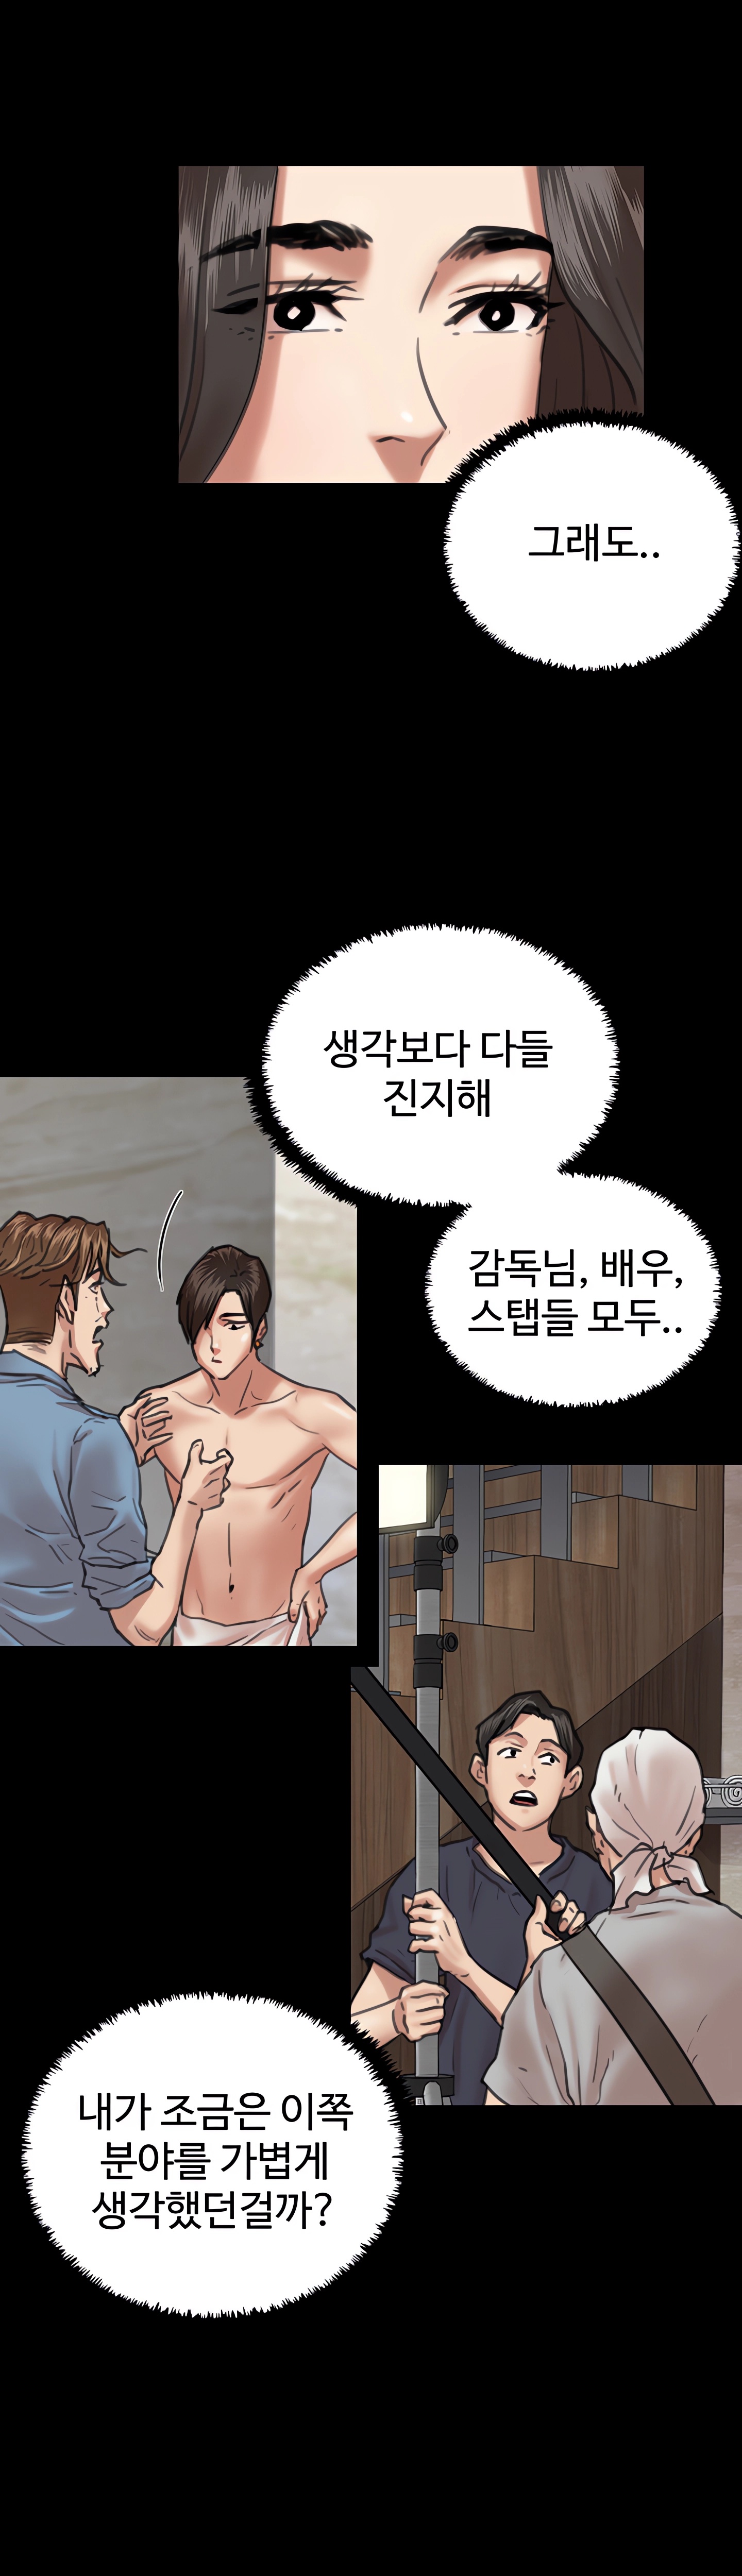 그래도..
생각보다 다들
진지해
감독님, 배우,
스탭들 모두..
내가 조금은 이쪽
분야를 가볍게
생각했던걸까?